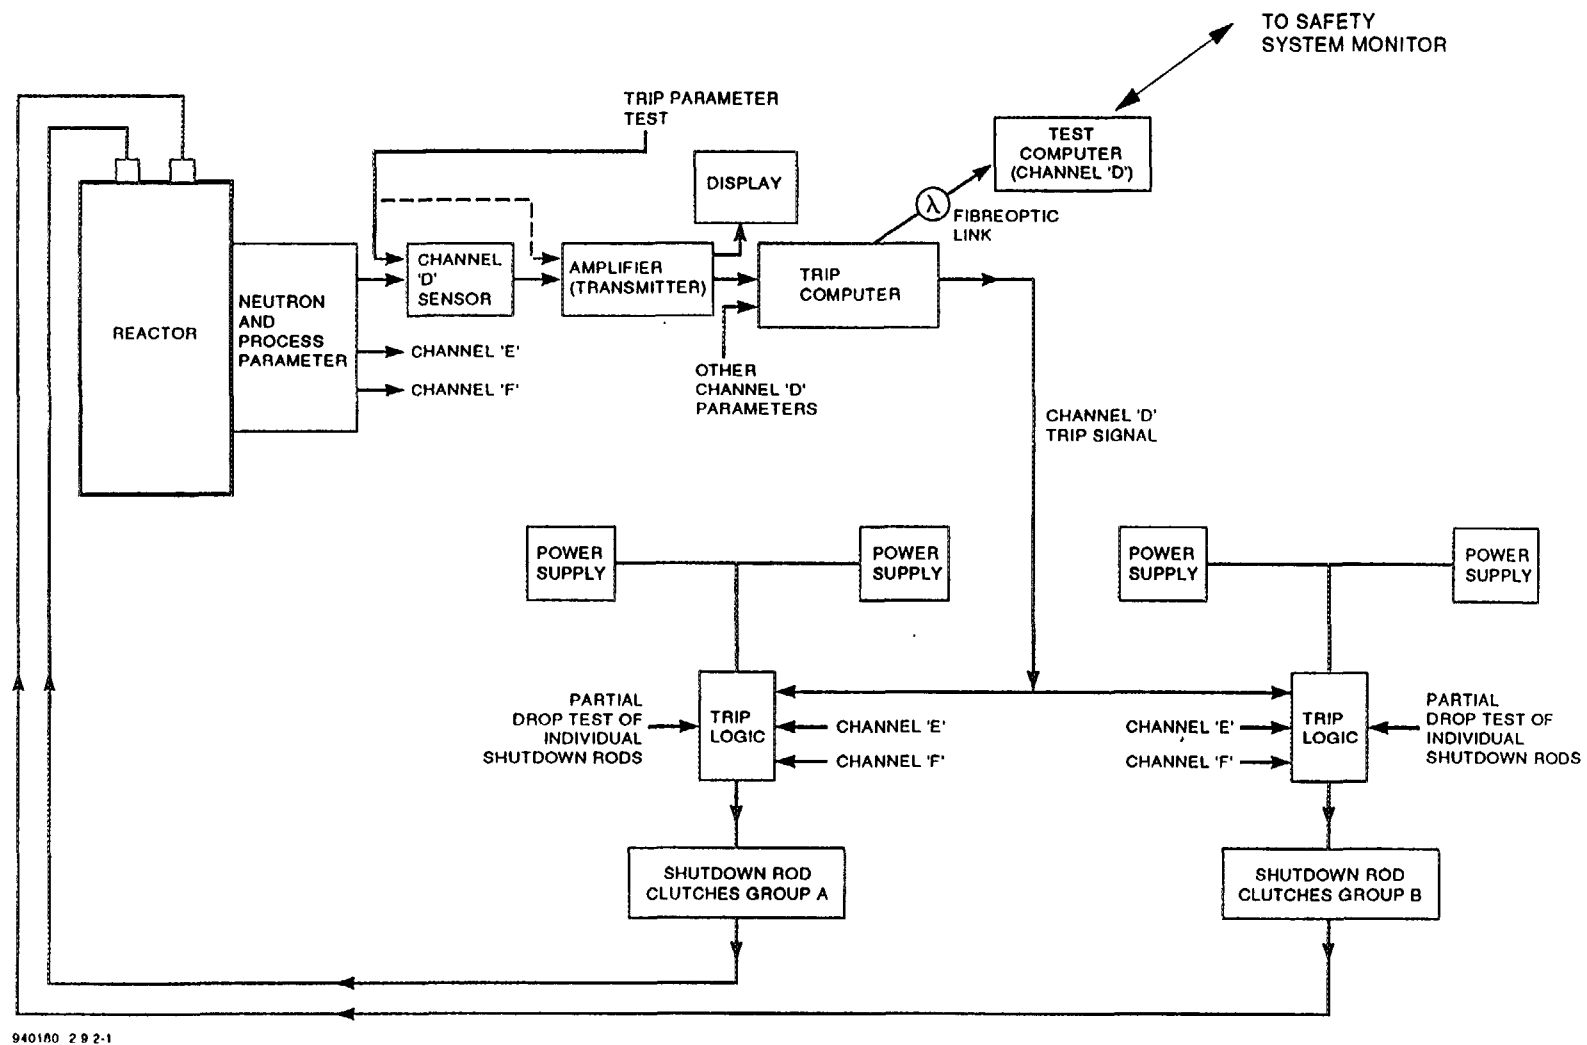 TO SAFETY
SYSTEM MONITOR
TRIP PARAMETER
TEST
TEST
COMPUTER
(CHANNEL 'D')
DISPLAY
λ
FIBREOPTIC
LINK
CHANNEL
'D'
SENSOR
AMPLIFIER
(TRANSMITTER)
TRIP
COMPUTER
REACTOR
NEUTRON
AND
PROCESS
PARAMETER
CHANNEL 'E'
CHANNEL 'F'
OTHER
CHANNEL 'D'
PARAMETERS
CHANNEL 'D'
TRIP SIGNAL
POWER
SUPPLY
POWER
SUPPLY
POWER
SUPPLY
POWER
SUPPLY
PARTIAL
DROP TEST OF
INDIVIDUAL
SHUTDOWN RODS
TRIP
LOGIC
CHANNEL 'E'
CHANNEL 'F'
CHANNEL 'E'
CHANNEL 'F'
TRIP
LOGIC
PARTIAL
DROP TEST OF
INDIVIDUAL
SHUTDOWN RODS
SHUTDOWN ROD
CLUTCHES GROUP A
SHUTDOWN ROD
CLUTCHES GROUP B
940180 2 9 2-1